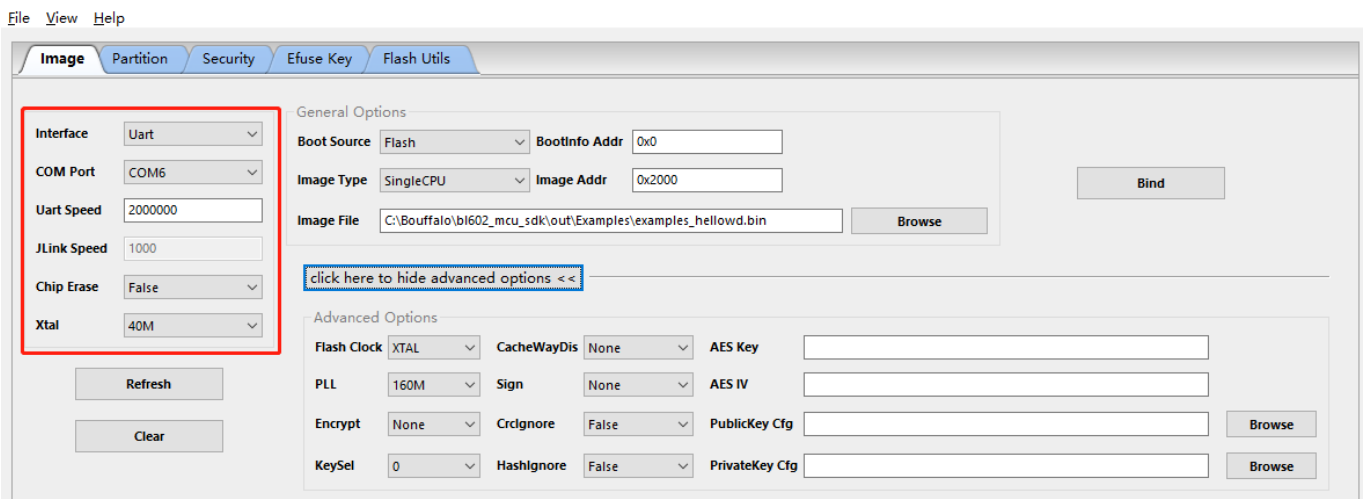 File View Help
Image Partition Security Efuse Key Flash Utils
Interface Uart
COM Port COM6
Uart Speed 2000000
JLink Speed 1000
Chip Erase False
Xtal 40M
Refresh
Clear
General Options
Boot Source Flash BootInfo Addr 0x0
Image Type SingleCPU Image Addr 0x2000
Image File C:\Bouffalo\bl602_mcu_sdk\out\Examples\examples_hellowd.bin Browse
Bind
click here to hide advanced options <<
Advanced Options
Flash Clock XTAL CacheWayDis None AES Key
PLL 160M Sign None AES IV
Encrypt None CrcIgnore False PublicKey Cfg Browse
KeySel 0 HashIgnore False PrivateKey Cfg Browse